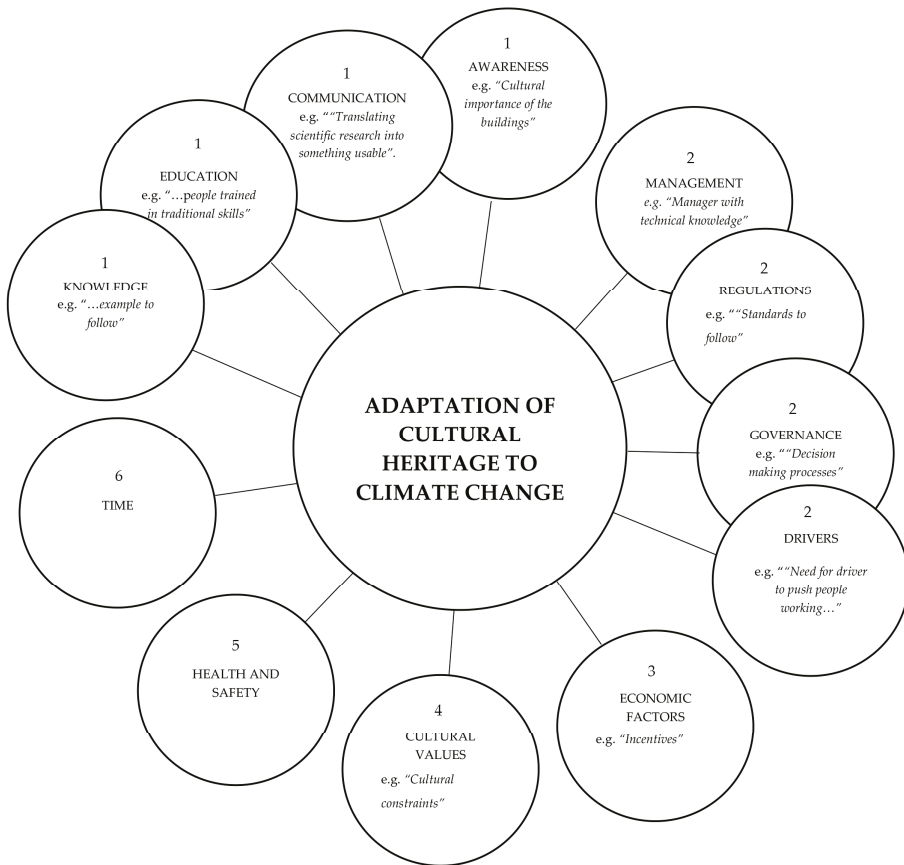 1
AWARENESS
e.g. “Cultural
importance of the
buildings”
1
COMMUNICATION
e.g. ““Translating
scientific research into
something usable”.
1
EDUCATION
e.g. “…people trained
in traditional skills”
1
KNOWLEDGE
e.g. “…example to
follow”
2
MANAGEMENT
e.g. “Manager with
technical knowledge”
2
REGULATIONS
e.g. ““Standards to
follow”
2
GOVERNANCE
e.g. ““Decision
making processes”
2
DRIVERS
e.g. ““Need for driver
to push people
working…”
ADAPTATION OF
CULTURAL
HERITAGE TO
CLIMATE CHANGE
6
TIME
5
HEALTH AND
SAFETY
4
CULTURAL
VALUES
e.g. “Cultural
constraints”
3
ECONOMIC
FACTORS
e.g. “Incentives”